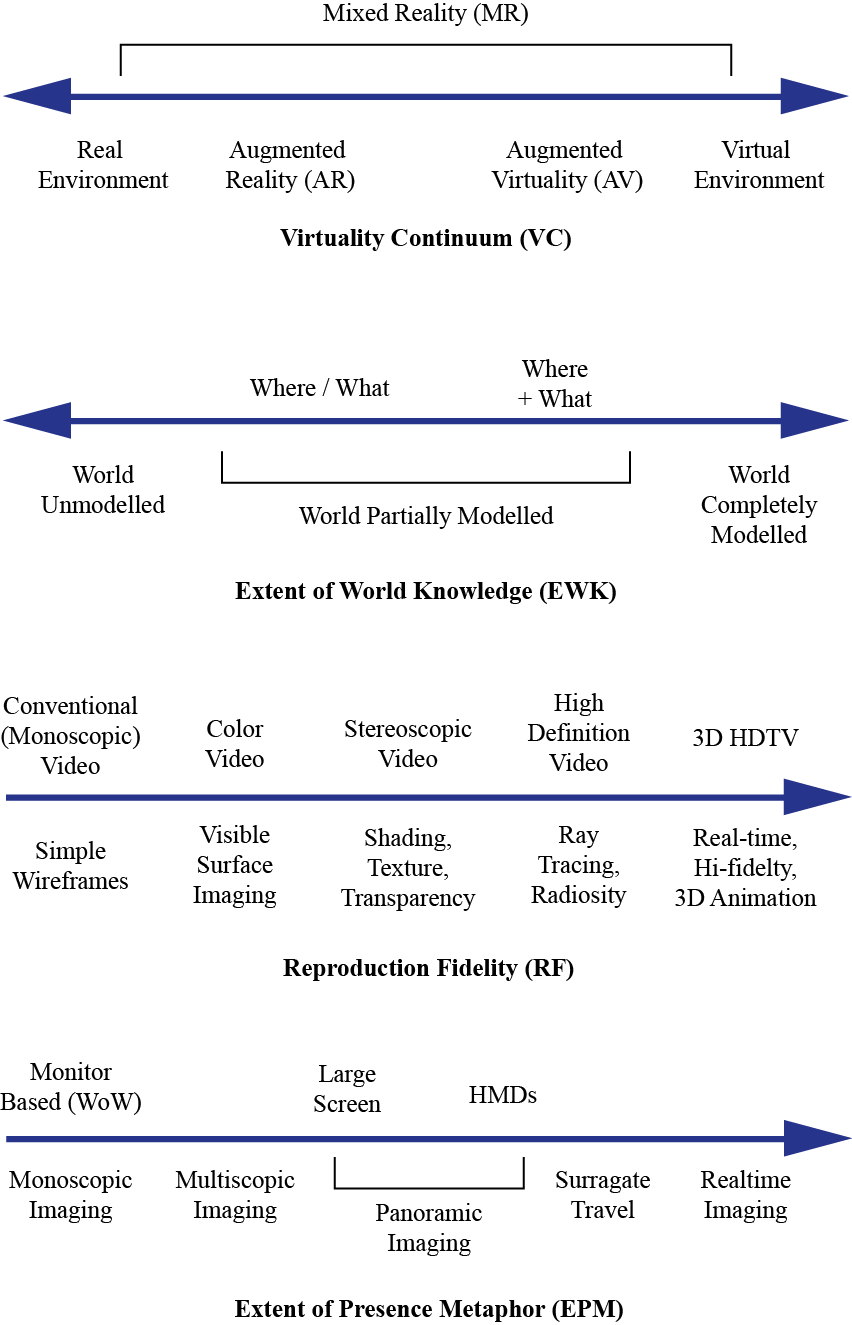 Mixed Reality (MR)
Real
Environment
Augmented
Reality (AR)
Augmented
Virtuality (AV)
Virtual
Environment
Virtuality Continuum (VC)
Where / What
Where
+ What
World
Unmodelled
World Partially Modelled
World
Completely
Modelled
Extent of World Knowledge (EWK)
Conventional
(Monoscopic)
Video
Color
Video
Stereoscopic
Video
High
Definition
Video
3D HDTV
Simple
Wireframes
Visible
Surface
Imaging
Shading,
Texture,
Transparency
Ray
Tracing,
Radiosity
Real-time,
Hi-fidelty,
3D Animation
Reproduction Fidelity (RF)
Monitor
Based (WoW)
Large
Screen
HMDs
Monoscopic
Imaging
Multiscopic
Imaging
Panoramic
Imaging
Surragate
Travel
Realtime
Imaging
Extent of Presence Metaphor (EPM)